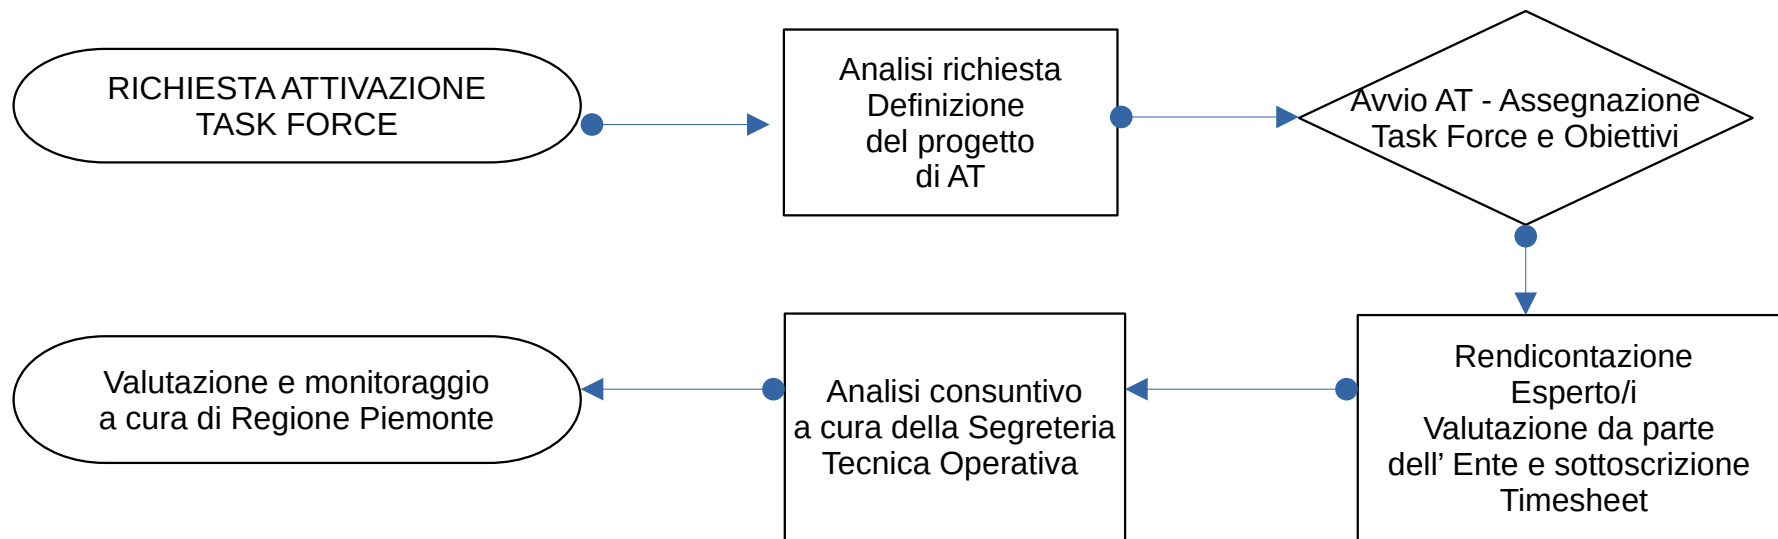 RICHIESTA ATTIVAZIONE
TASK FORCE
Analisi richiesta
Definizione
del progetto
di AT
Avvio AT - Assegnazione
Task Force e Obiettivi
Rendicontazione
Esperto/i
Valutazione da parte
dell’ Ente e sottoscrizione
Timesheet
Analisi consuntivo
a cura della Segreteria
Tecnica Operativa
Valutazione e monitoraggio
a cura di Regione Piemonte